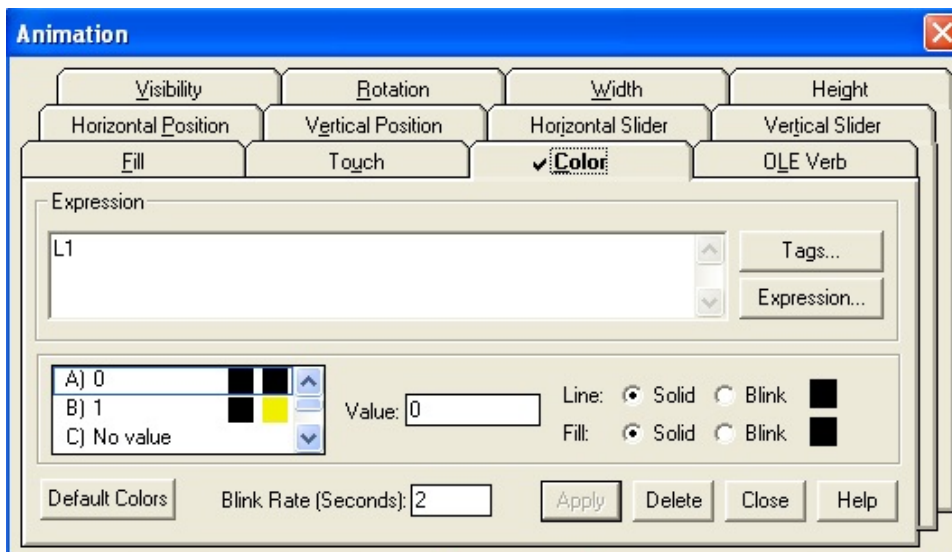 Animation
Visibility Rotation Width Height
Horizontal Position Vertical Position Horizontal Slider Vertical Slider
Fill Touch Color OLE Verb
Expression
L1
Tags...
Expression...
A) 0
B) 1
C) No value
Value: 0
Line: Solid Blink
Fill: Solid Blink
Default Colors Blink Rate (Seconds): 2 Apply Delete Close Help